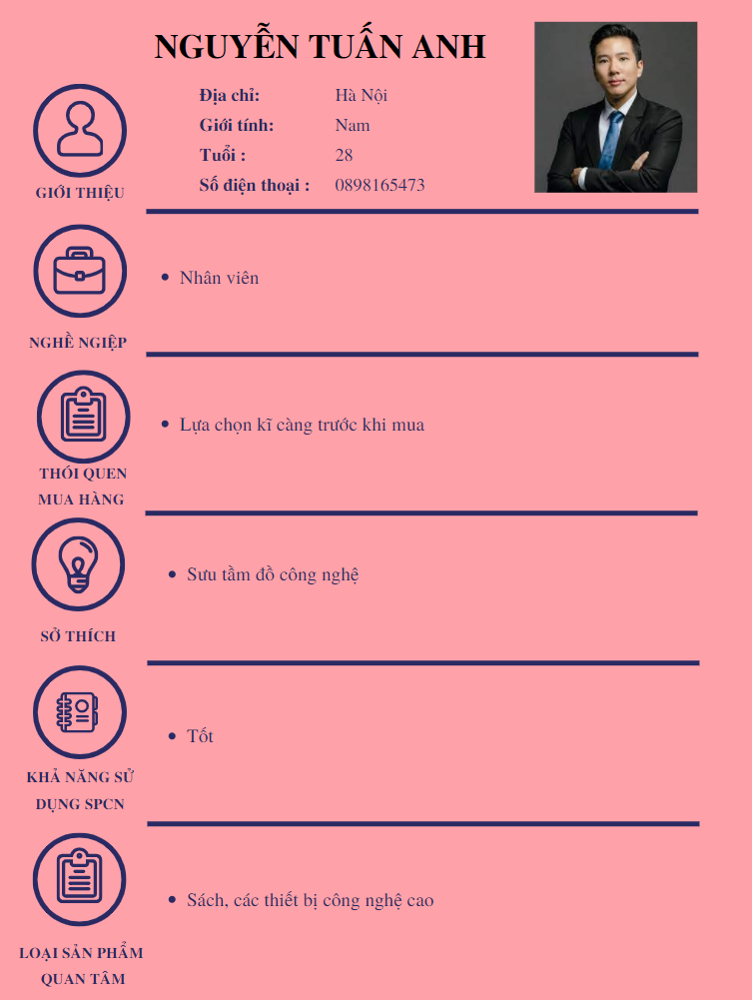 NGUYỄN TUẤN ANH
Địa chỉ: Hà Nội
Giới tính: Nam
Tuổi : 28
Số điện thoại : 0898165473
GIỚI THIỆU
Nhân viên
NGHỀ NGIỆP
Lựa chọn kĩ càng trước khi mua
THÓI QUEN
MUA HÀNG
Sưu tầm đồ công nghệ
SỞ THÍCH
Tốt
KHẢ NĂNG SỬ
DỤNG SPCN
Sách, các thiết bị công nghệ cao
LOẠI SẢN PHẨM
QUAN TÂM